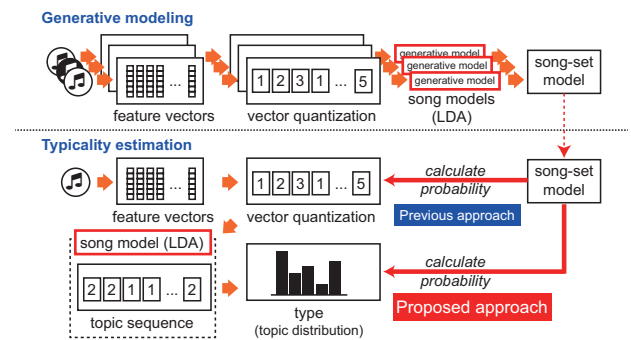 Generative modeling
generative model
generative model
generative model
1 2 3 1 ... 5
...
feature vectors
vector quantization
song models
(LDA)
song-set
model
Typicality estimation
...
feature vectors
1 2 3 1 ... 5
vector quantization
calculate
probability
Previous approach
song-set
model
song model (LDA)
2 2 1 1 ... 2
topic sequence
type
(topic distribution)
calculate
probability
Proposed approach